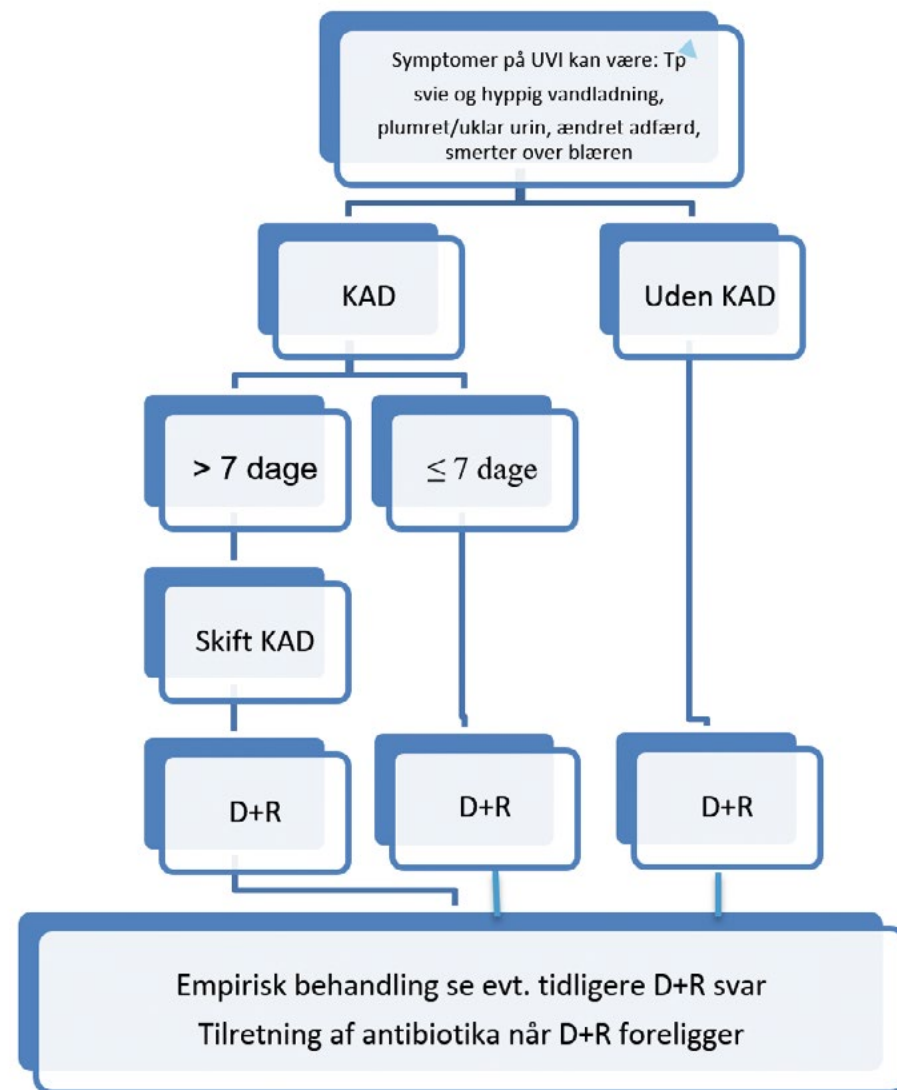 Symptomer på UVI kan være: Tp
svie og hyppig vandladning,
plumret/uklar urin, ændret adfærd,
smerter over blæren
KAD
Uden KAD
> 7 dage
≤ 7 dage
Skift KAD
D+R
D+R
D+R
Empirisk behandling se evt. tidligere D+R svar
Tilretning af antibiotika når D+R foreligger